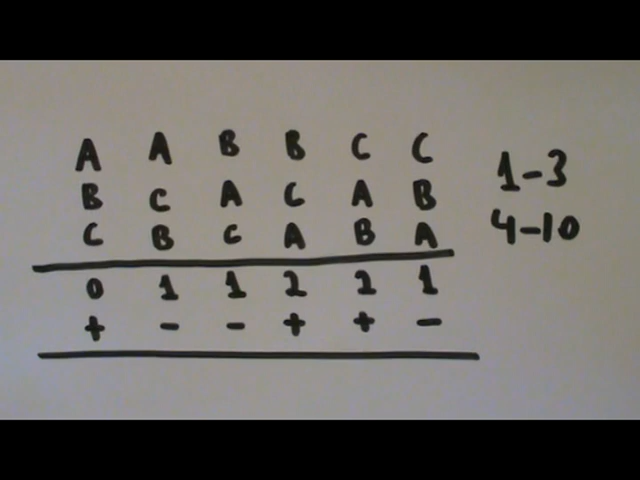 A A B B C C
B C A C A B
C B C A B A
0 1 1 2 2 1
+ - - + + -
1-3
4-10